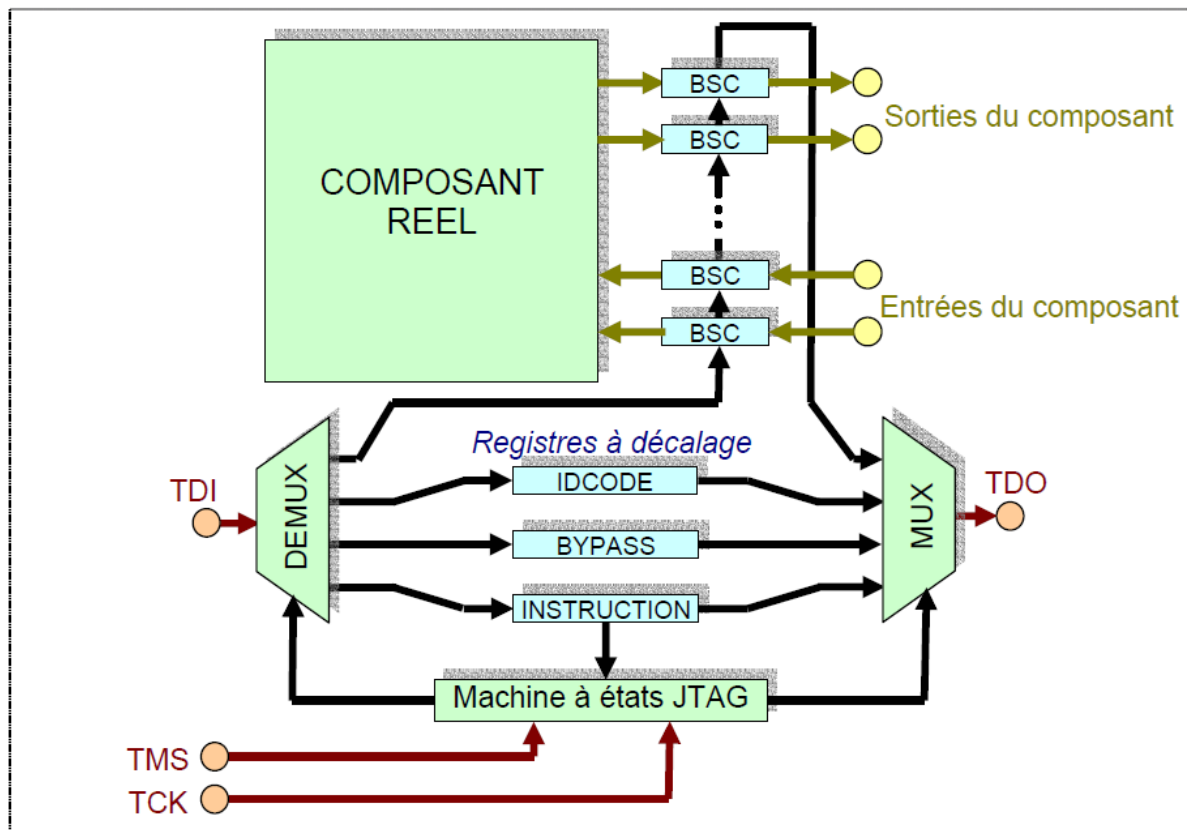 COMPOSANT
REEL
BSC
BSC
BSC
BSC
Sorties du composant
Entrées du composant
Registres à décalage
TDI
DEMUX
IDCODE
BYPASS
INSTRUCTION
MUX
TDO
Machine à états JTAG
TMS
TCK